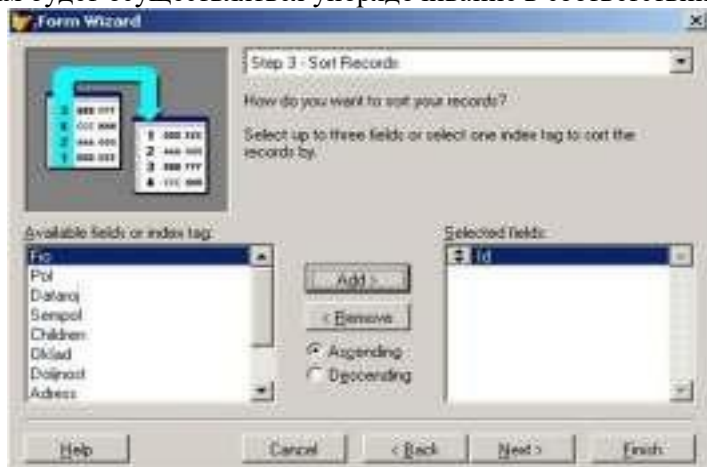 будет осуществляться упорядочивание в соответствии
Form Wizard
Step 3 - Sort Records
How do you want to sort your records?
Select up to three fields or select one index tag to sort the
records by.
Available fields or index tag:
Fio
Pol
Dataroj
Sempol
Children
Oklad
Doljnost
Adress
Add >
< Remove
Ascending
Descending
Selected fields:
Id
Help
Cancel
< Back
Next >
Finish